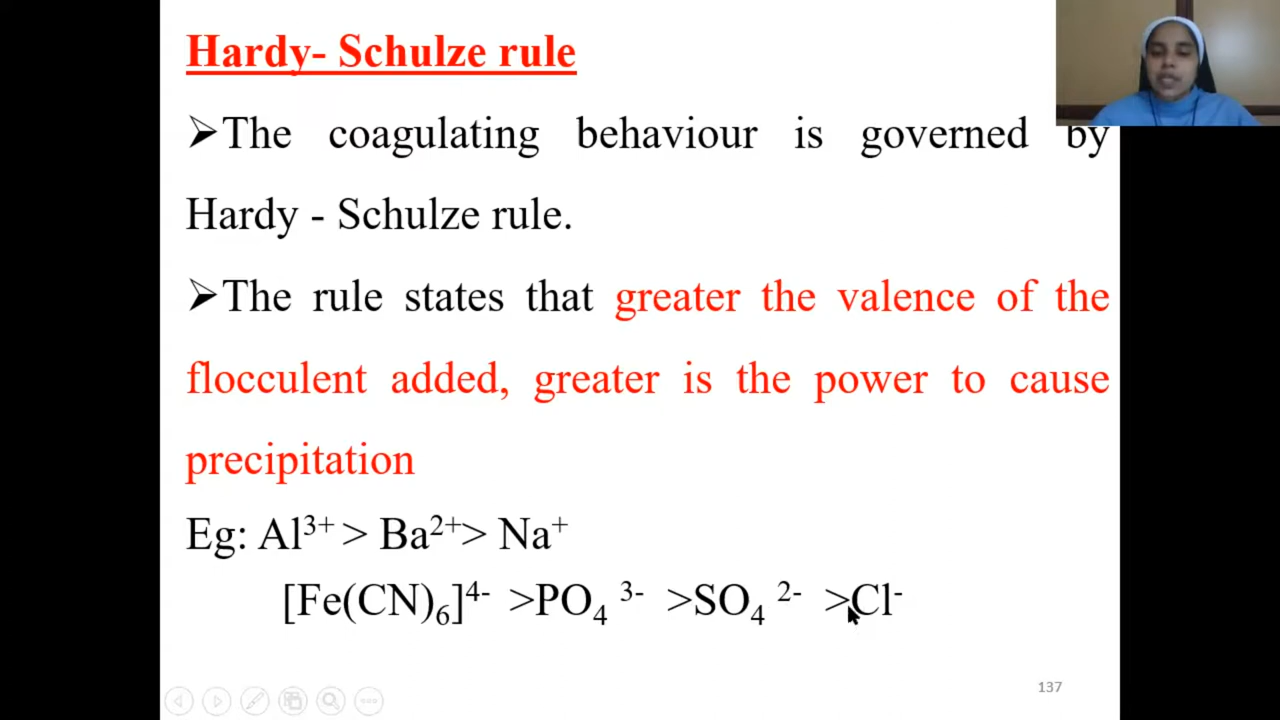 Hardy- Schulze rule
➢The coagulating behaviour is governed by
Hardy - Schulze rule.
➢The rule states that greater the valence of the
flocculent added, greater is the power to cause
precipitation
Eg: Al³⁺ > Ba²⁺> Na⁺
[Fe(CN)₆]⁴⁻ >PO₄ ³⁻ >SO₄ ²⁻ >Cl⁻
137